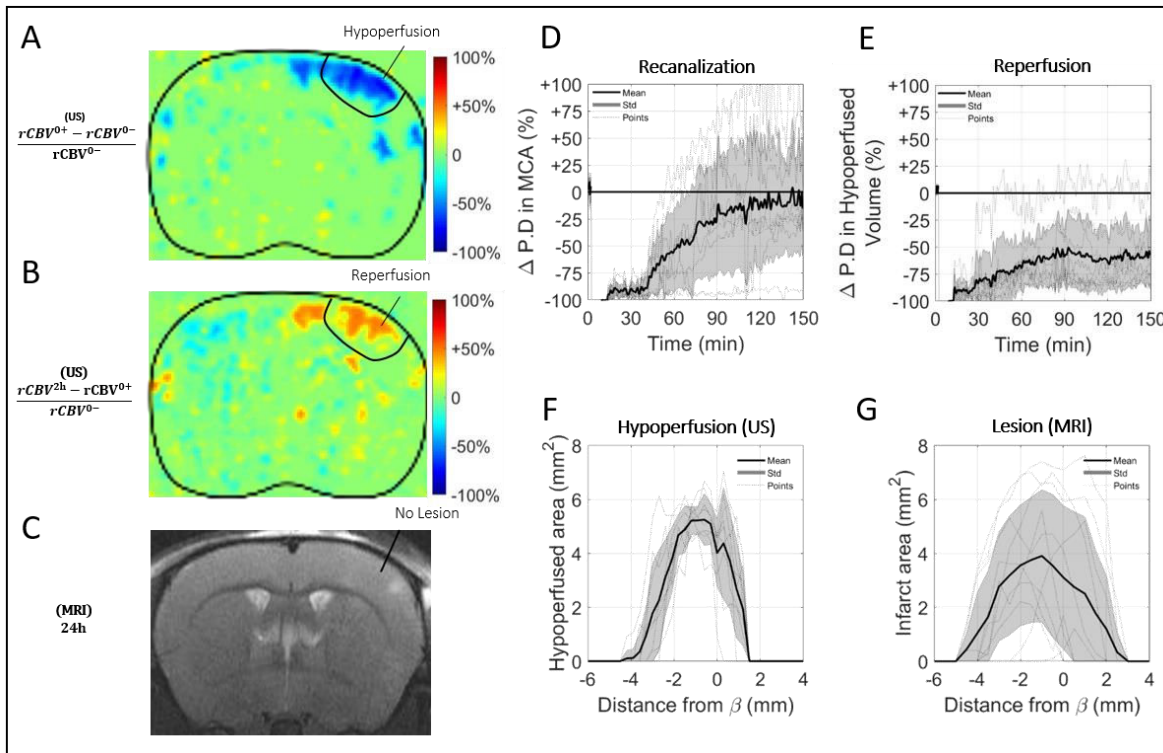 A
(US)
rCBV⁰⁺ − rCBV⁰⁻
rCBV⁰⁻
Hypoperfusion
100%
+50%
0
-50%
-100%
B
(US)
rCBV²ʰ − rCBV⁰⁺
rCBV⁰⁻
Reperfusion
100%
+50%
0
-50%
-100%
C
(MRI)
24h
No Lesion
D
Recanalization
Mean
Std
Points
Δ P.D in MCA (%)
+100
+75
+50
+25
0
-25
-50
-75
-100
0 30 60 90 120 150
Time (min)
E
Reperfusion
Mean
Std
Points
Δ P.D in Hypoperfused
Volume (%)
+100
+75
+50
+25
0
-25
-50
-75
-100
0 30 60 90 120 150
Time (min)
F
Hypoperfusion (US)
Mean
Std
Points
Hypoperfused area (mm²)
8
6
4
2
0
-6 -4 -2 0 2 4
Distance from β (mm)
G
Lesion (MRI)
Mean
Std
Points
Infarct area (mm²)
8
6
4
2
0
-6 -4 -2 0 2 4
Distance from β (mm)